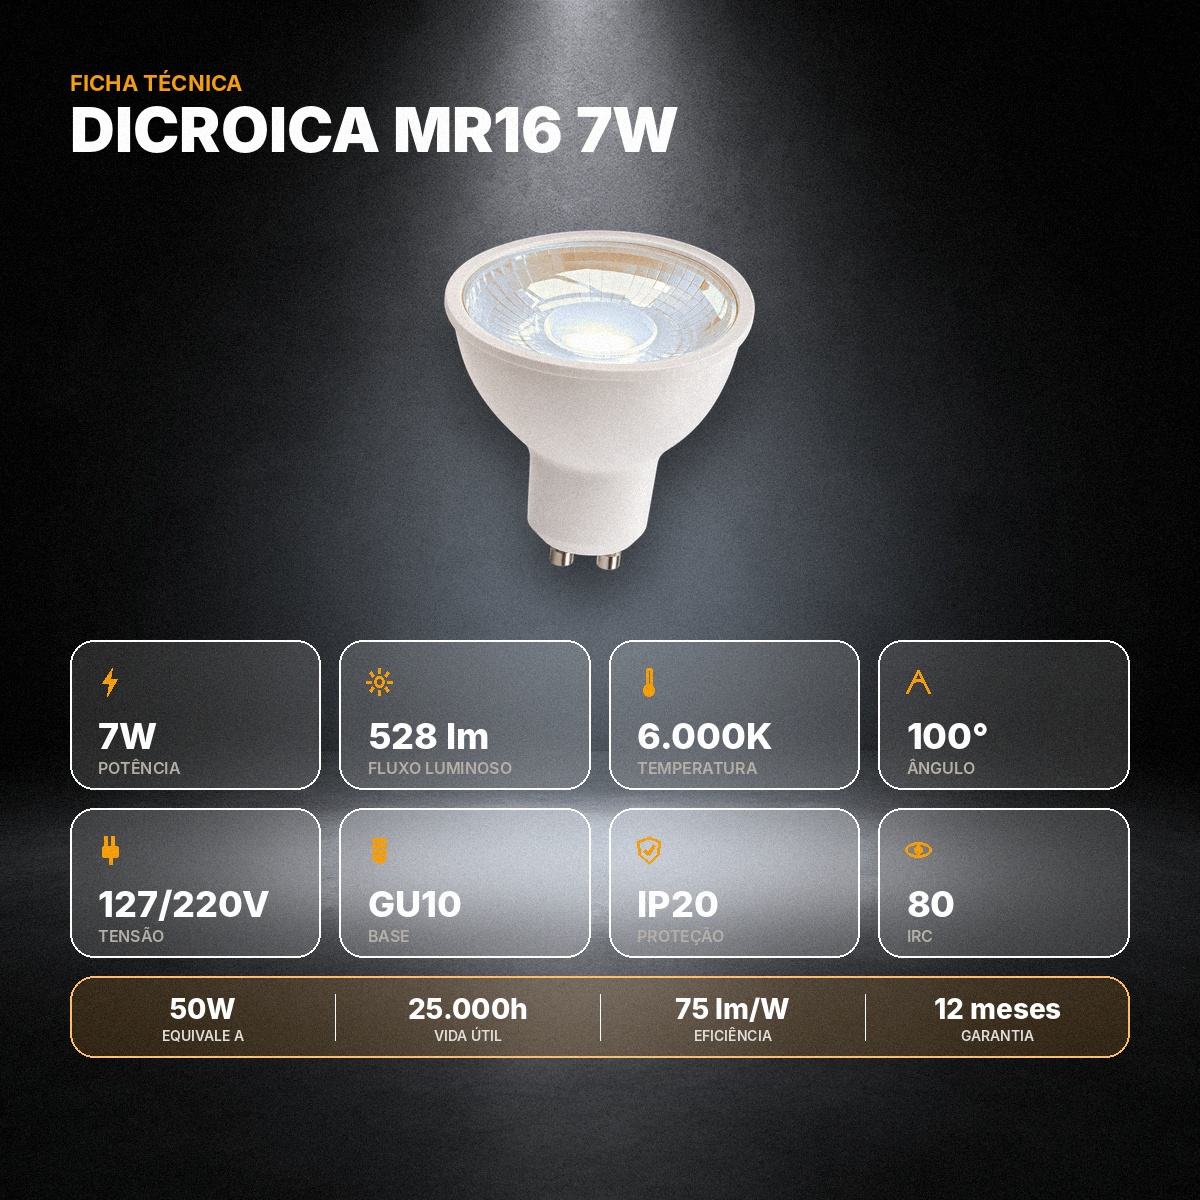 FICHA TÉCNICA
DICROICA MR16 7W
7W
POTÊNCIA
528 lm
FLUXO LUMINOSO
6.000K
TEMPERATURA
100°
ÂNGULO
127/220V
TENSÃO
GU10
BASE
IP20
PROTEÇÃO
80
IRC
50W
EQUIVALE A
25.000h
VIDA ÚTIL
75 lm/W
EFICIÊNCIA
12 meses
GARANTIA